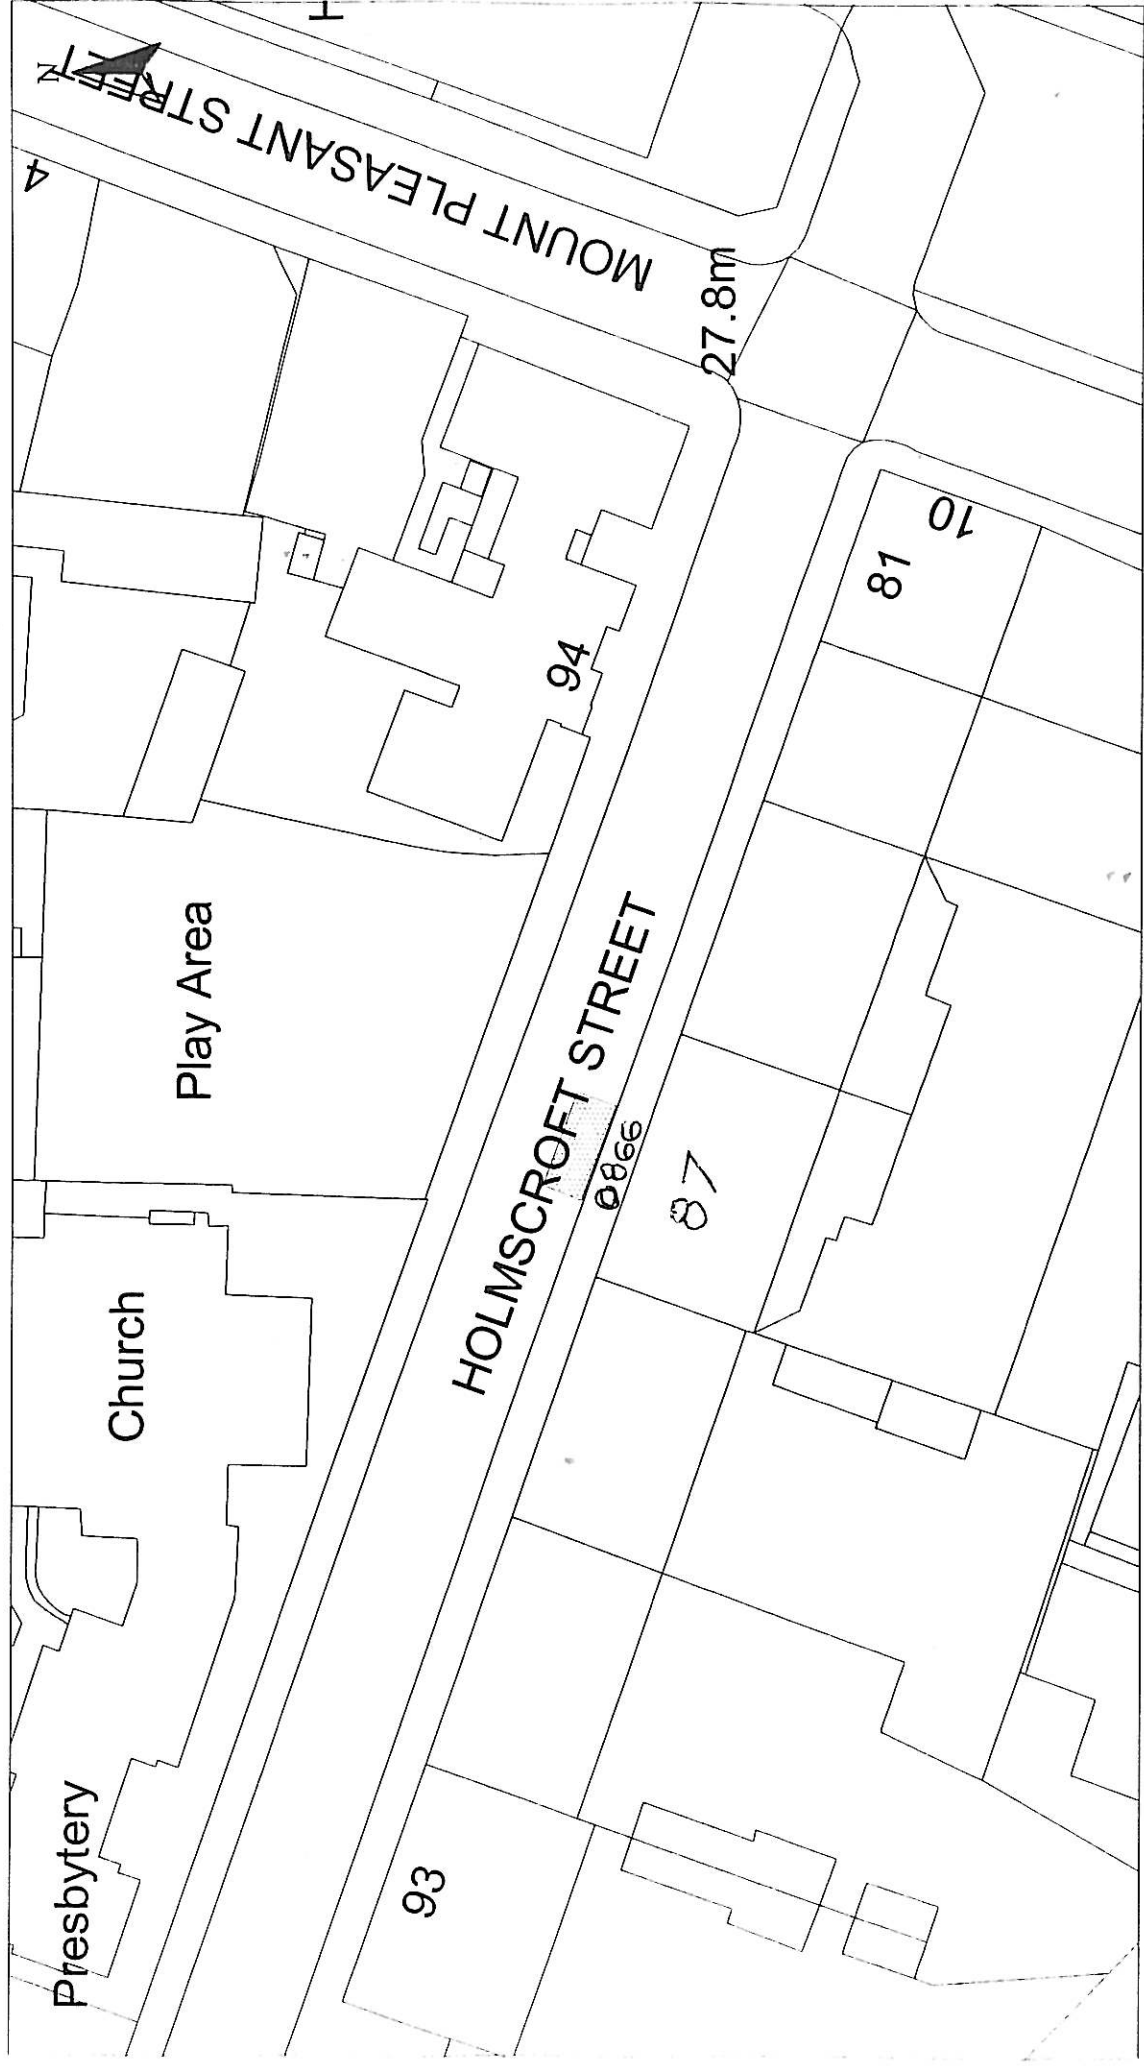 Presbytery
Church
Play Area
4
MOUNT PLEASANT STREET
N
T
94
27.8m
HOLMSCROFT STREET
0866
87
93
81
10